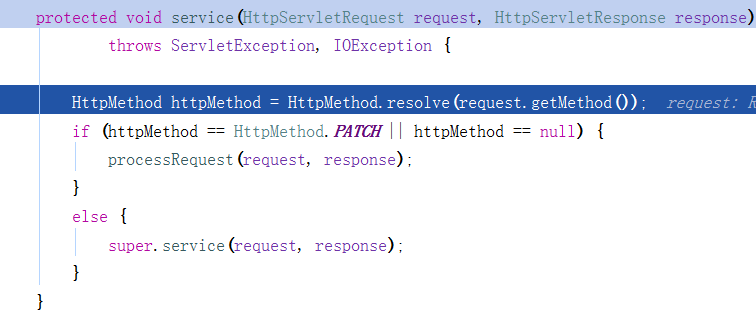 protected void service(HttpServletRequest request, HttpServletResponse response)
throws ServletException, IOException {
HttpMethod httpMethod = HttpMethod.resolve(request.getMethod()); request:
if (httpMethod == HttpMethod.PATCH || httpMethod == null) {
processRequest(request, response);
}
else {
super.service(request, response);
}
}